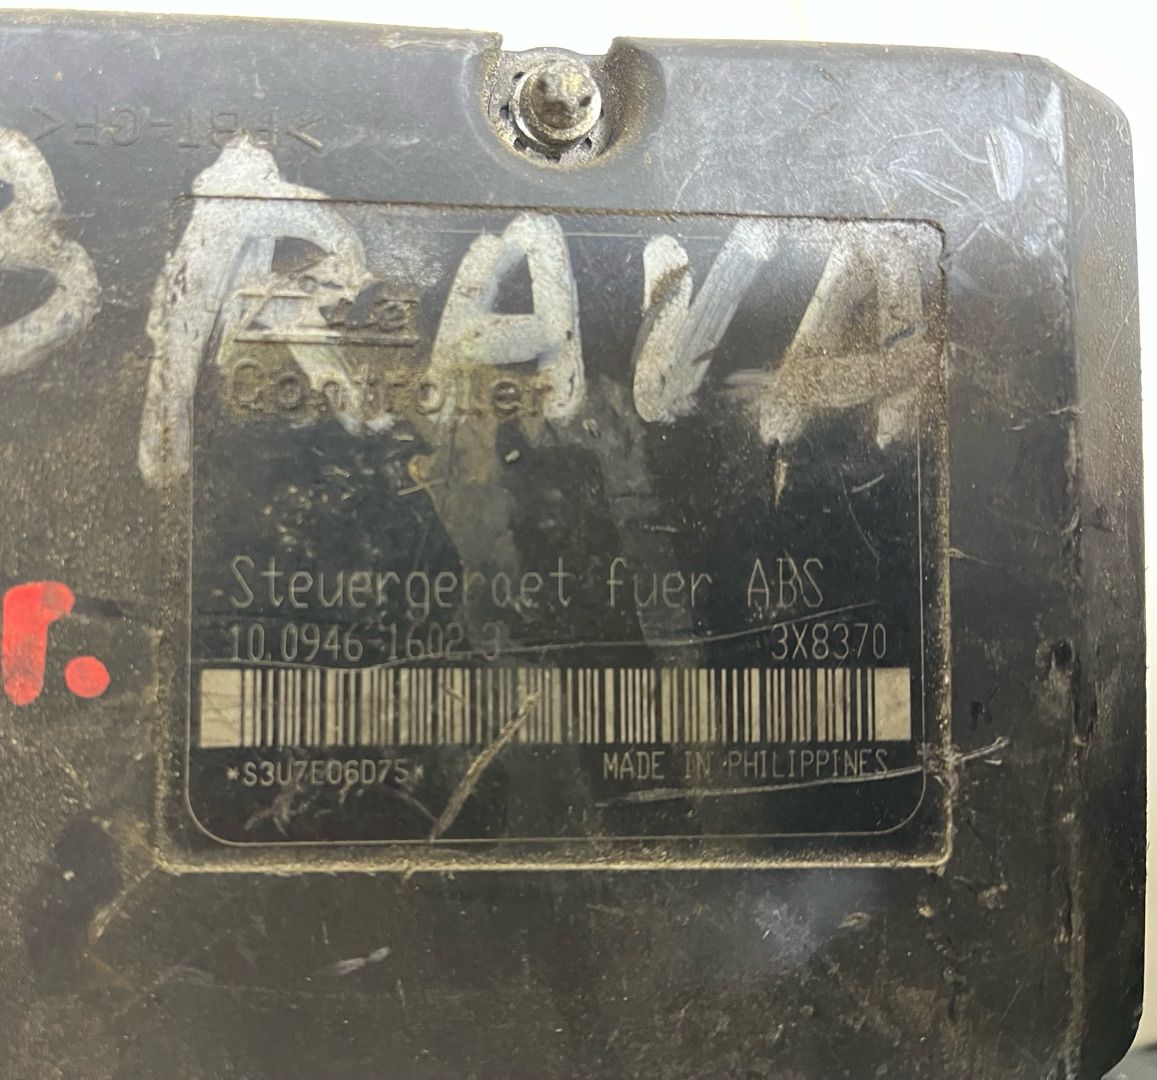 >PBT-GF<
BRAVA
Controller
Steuergeraet fuer ABS
10.0946-1602.3 3X8370
*S3U7E06D75*
MADE IN PHILIPPINES
r.